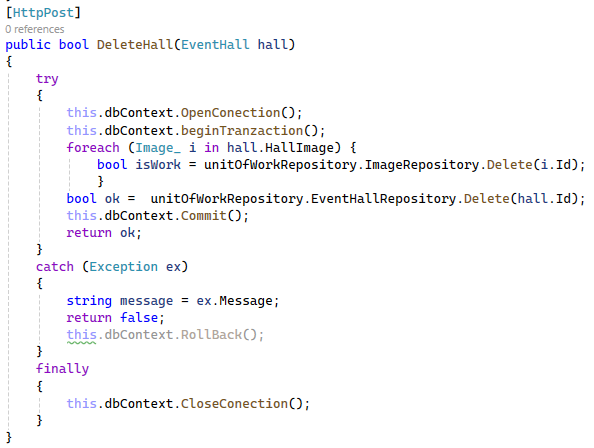 [HttpPost]
0 references
public bool DeleteHall(EventHall hall)
{
try
{
this.dbContext.OpenConection();
this.dbContext.beginTranzaction();
foreach (Image_ i in hall.HallImage) {
bool isWork = unitOfWorkRepository.ImageRepository.Delete(i.Id);
}
bool ok =  unitOfWorkRepository.EventHallRepository.Delete(hall.Id);
this.dbContext.Commit();
return ok;
}
catch (Exception ex)
{
string message = ex.Message;
return false;
this.dbContext.RollBack();
}
finally
{
this.dbContext.CloseConection();
}
}